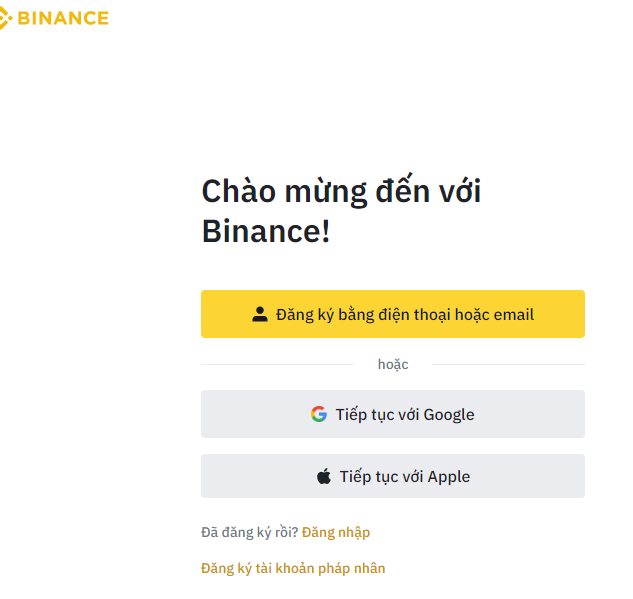 BINANCE
Chào mừng đến với
Binance!
Đăng ký bằng điện thoại hoặc email
hoặc
Tiếp tục với Google
Tiếp tục với Apple
Đã đăng ký rồi? Đăng nhập
Đăng ký tài khoản pháp nhân